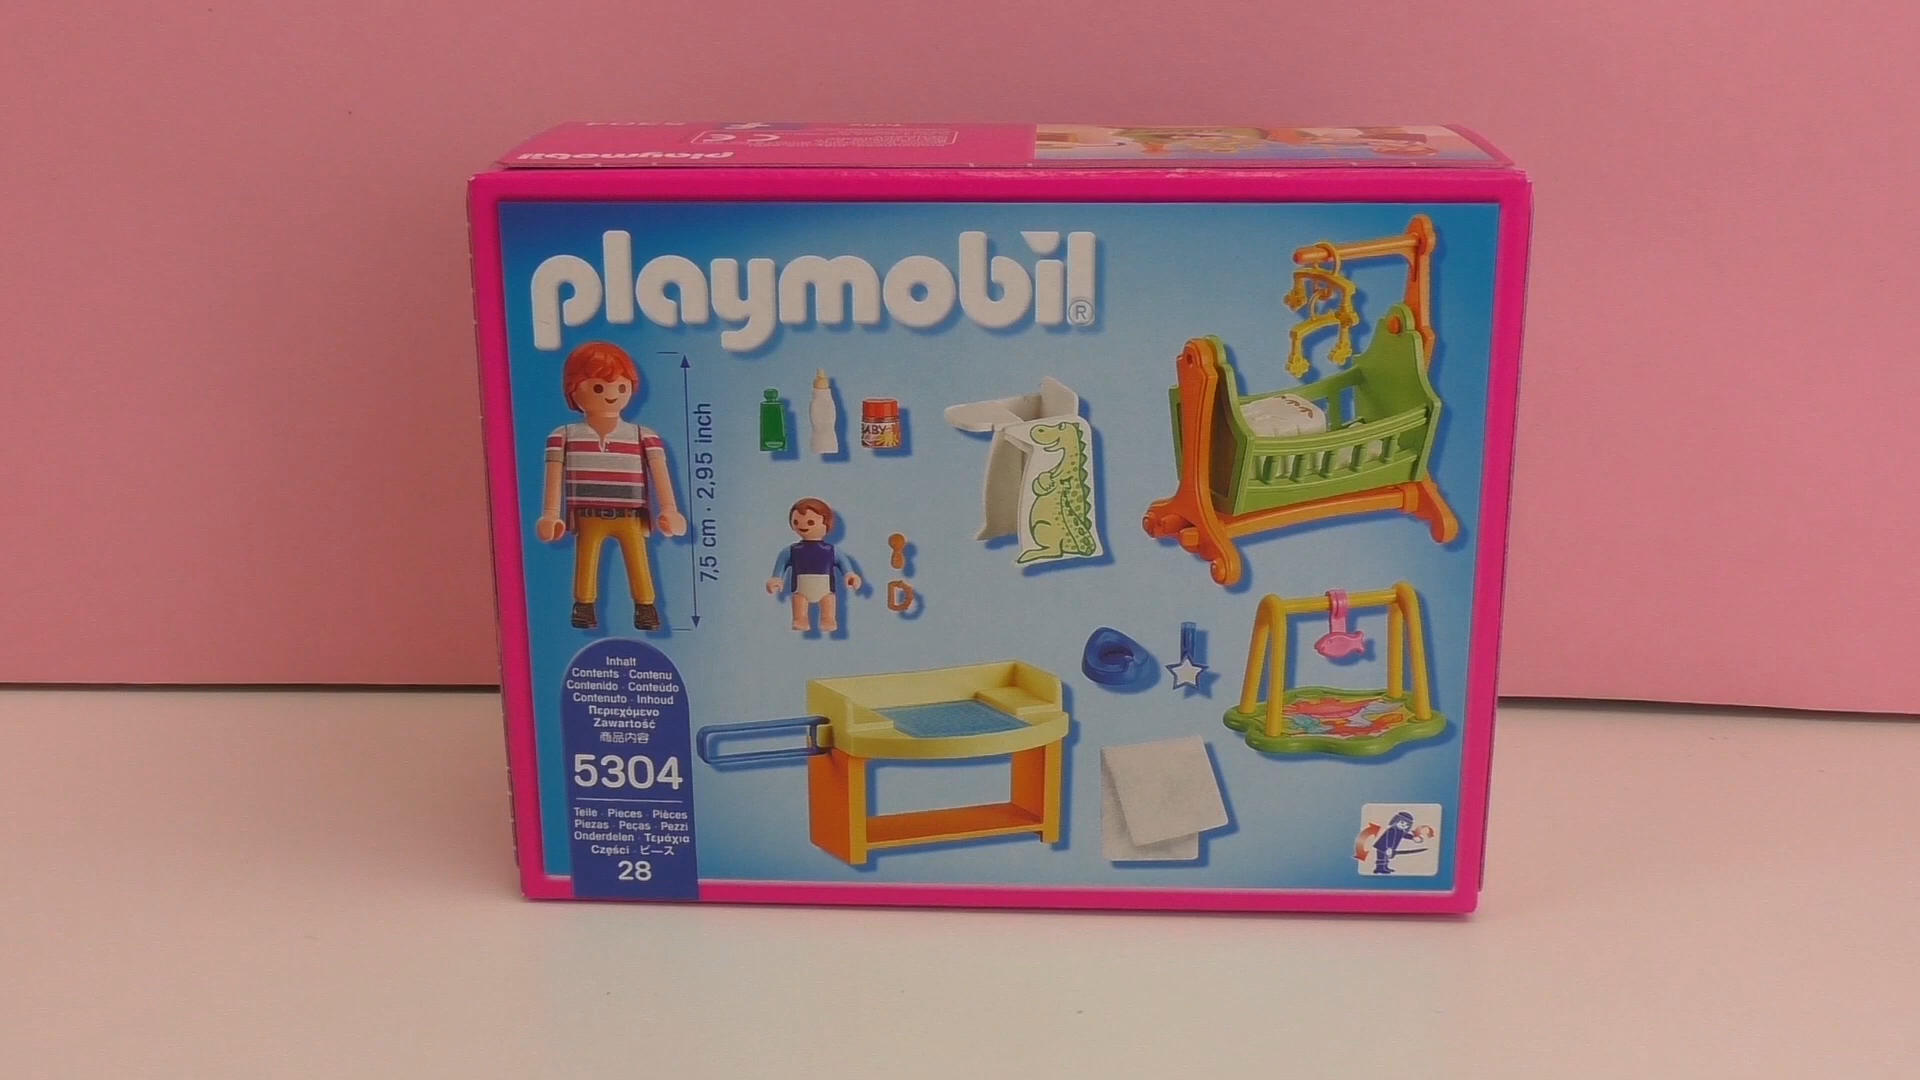 5304
playmobil
playmobil®
7,5 cm · 2,95 inch
BABY
Inhalt
Contents · Contenu
Contenido · Conteúdo
Contenuto · Inhoud
Περιεχόμενο
Zawartość
商品内容
5304
Teile · Pieces · Pièces
Piezas · Peças · Pezzi
Onderdelen · Τεμάχια
Części · ピース
28